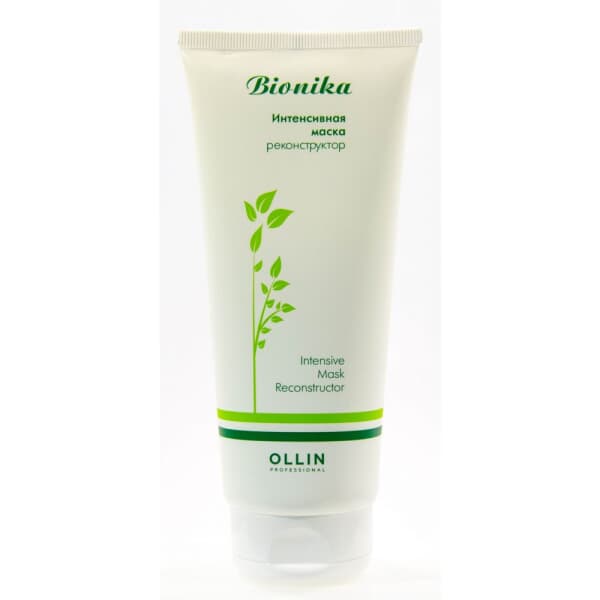 Bionika
Интенсивная
маска
реконструктор
Intensive
Mask
Reconstructor
OLLIN
PROFESSIONAL